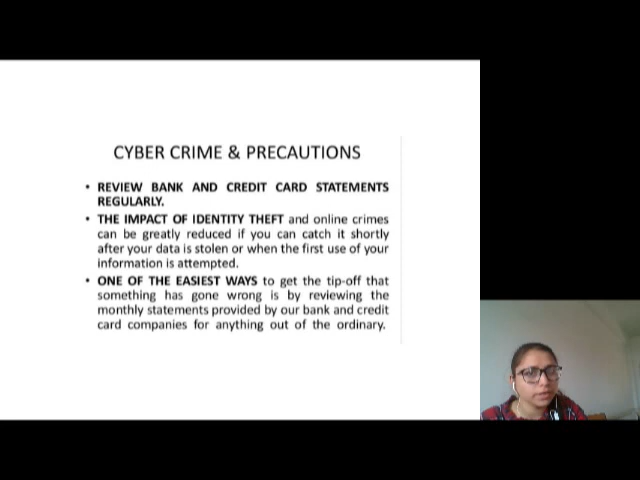 CYBER CRIME & PRECAUTIONS
• REVIEW BANK AND CREDIT CARD STATEMENTS
REGULARLY.
• THE IMPACT OF IDENTITY THEFT and online crimes
can be greatly reduced if you can catch it shortly
after your data is stolen or when the first use of your
information is attempted.
• ONE OF THE EASIEST WAYS to get the tip-off that
something has gone wrong is by reviewing the
monthly statements provided by our bank and credit
card companies for anything out of the ordinary.